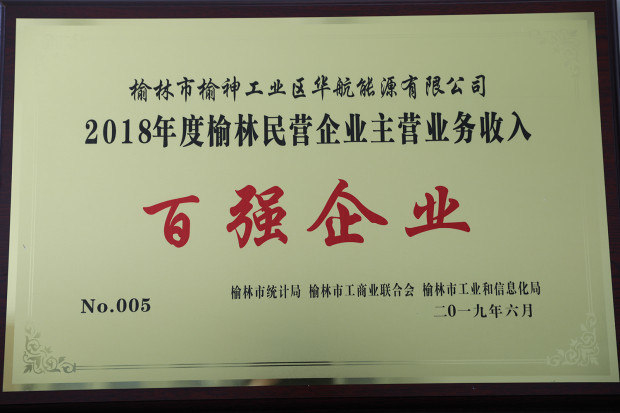 榆林市榆神工业区华航能源有限公司
2018年度榆林民营企业主营业务收入
百强企业
榆林市统计局 榆林市工商业联合会 榆林市工业和信息化局
No.005
二0一九年六月